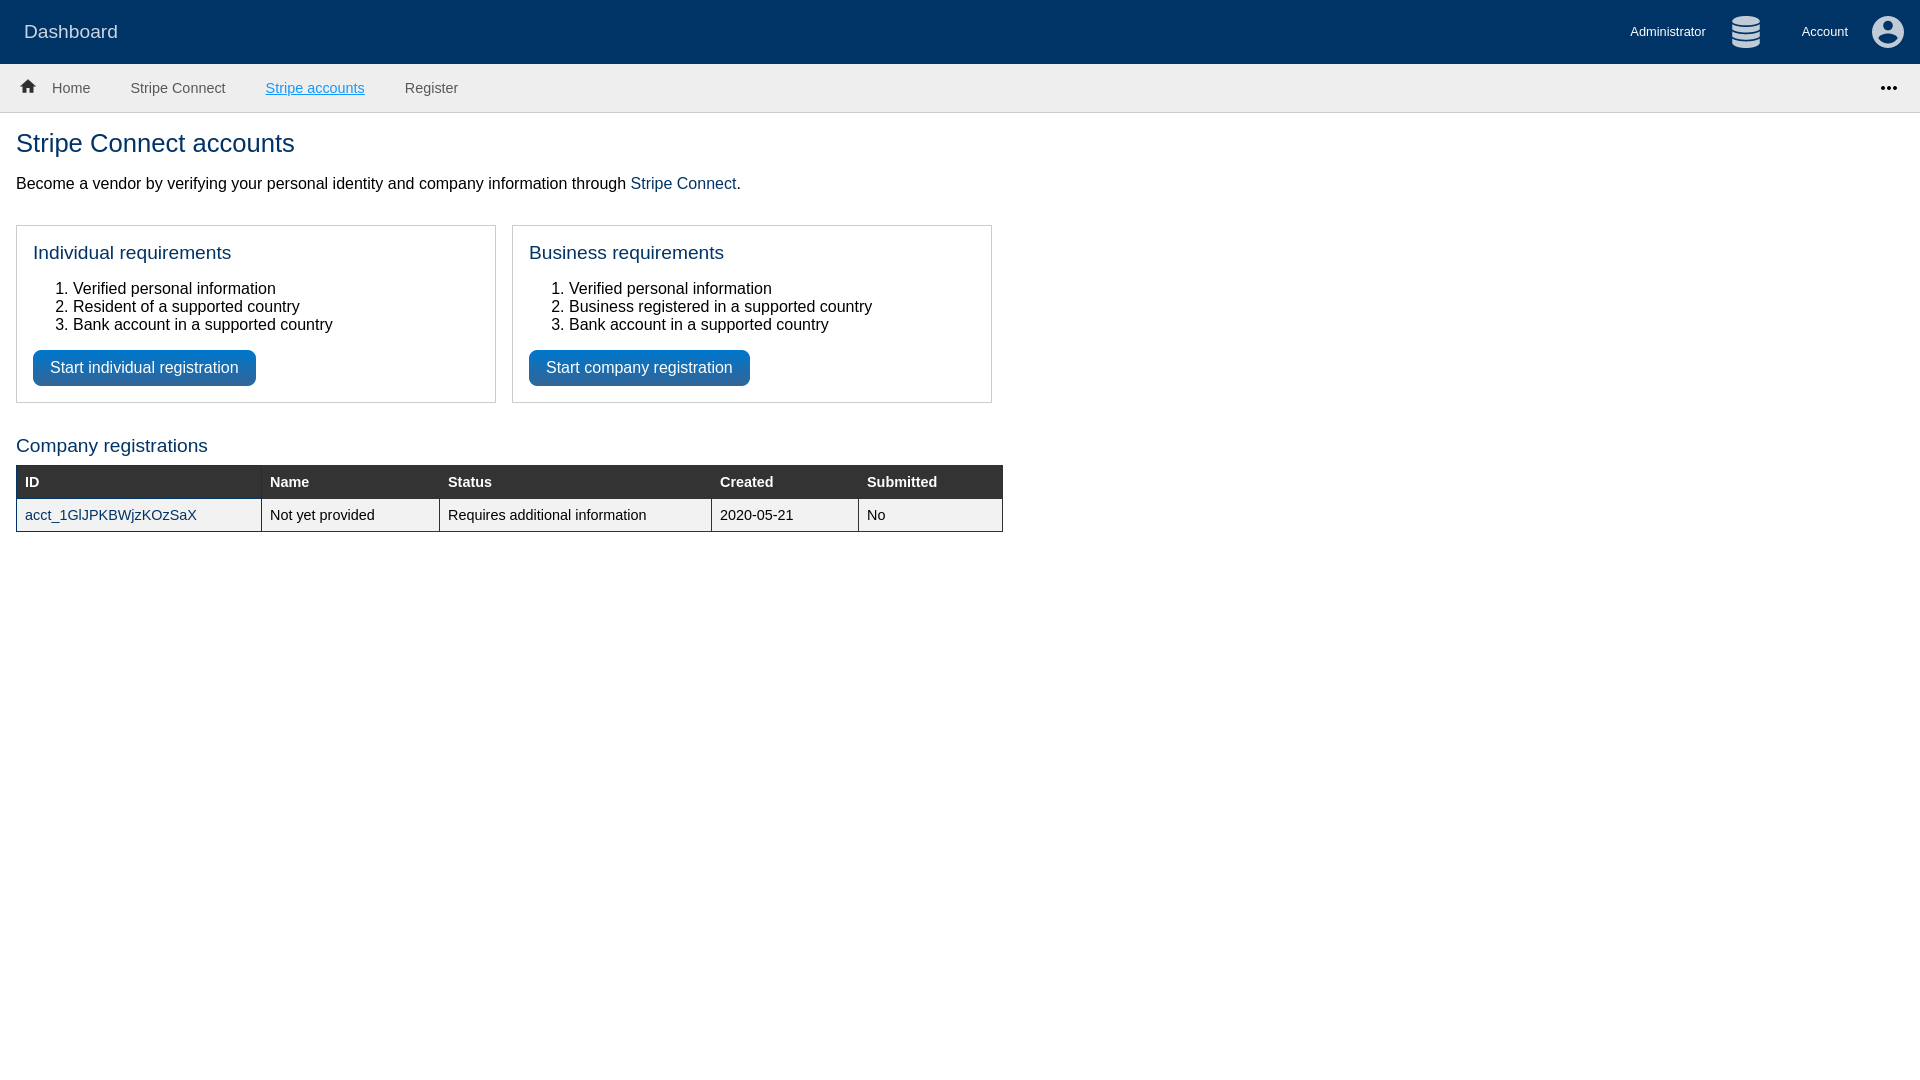 Dashboard
Administrator
Account
Home
Stripe Connect
Stripe accounts
Register
Stripe Connect accounts
Become a vendor by verifying your personal identity and company information through Stripe Connect.
Individual requirements
1. Verified personal information
2. Resident of a supported country
3. Bank account in a supported country
Start individual registration
Business requirements
1. Verified personal information
2. Business registered in a supported country
3. Bank account in a supported country
Start company registration
Company registrations
ID Name Status Created Submitted
acct_1GlJPKBWjzKOzSaX Not yet provided Requires additional information 2020-05-21 No